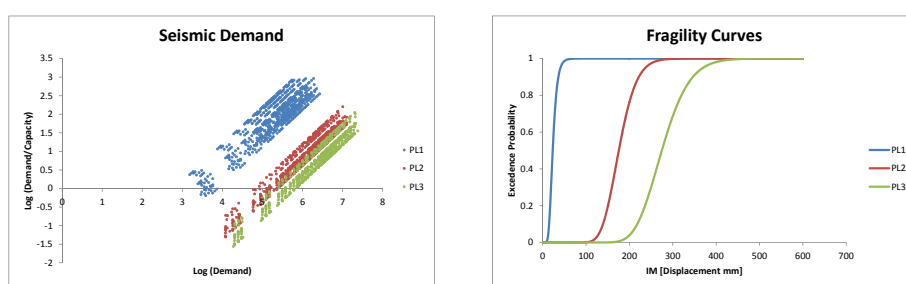 Seismic Demand
3.5
3
2.5
2
1.5
1
0.5
0
-0.5
-1
-1.5
-2
0 1 2 3 4 5 6 7 8
Log (Demand/Capacity)
Log (Demand)
PL1
PL2
PL3
Fragility Curves
1
0.8
0.6
0.4
0.2
0
0 100 200 300 400 500 600 700
Excedence Probability
IM [Displacement mm]
PL1
PL2
PL3